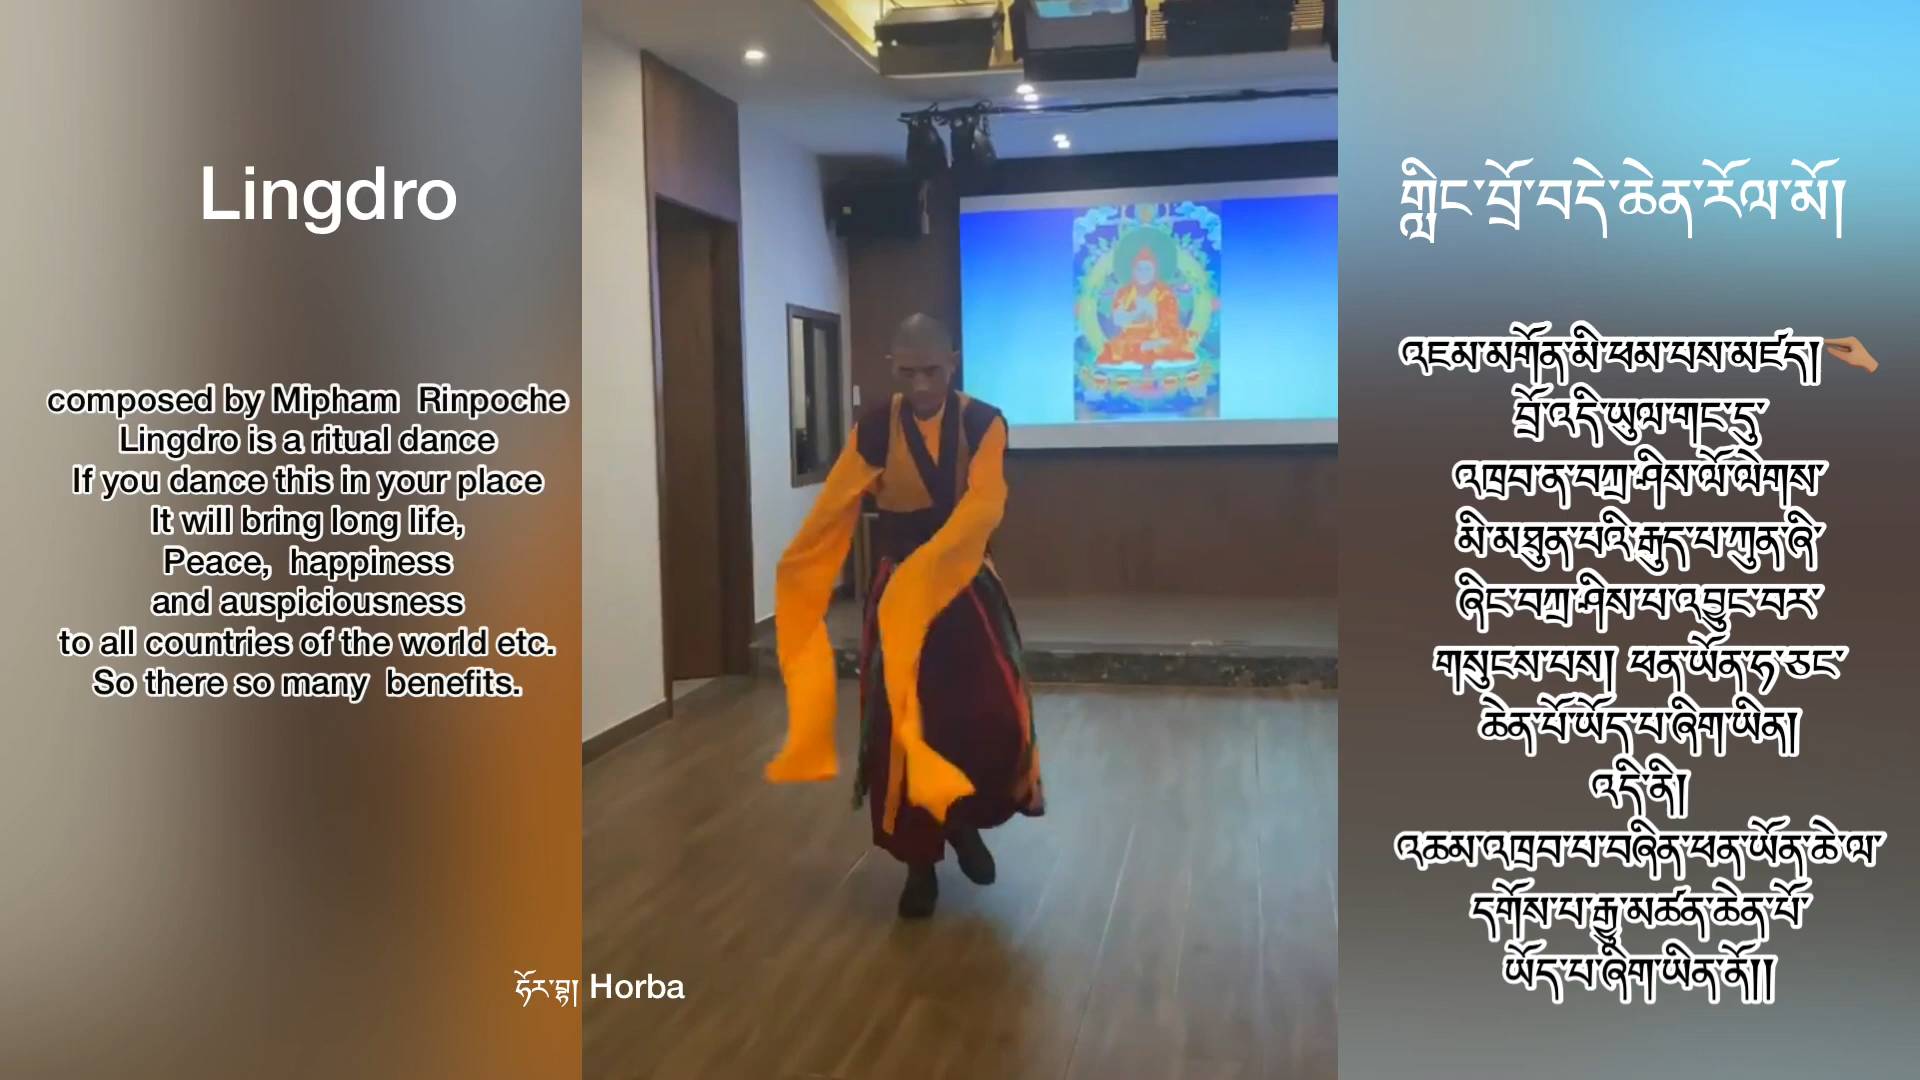 Lingdro
composed by Mipham Rinpoche
Lingdro is a ritual dance
If you dance this in your place
It will bring long life,
Peace, happiness
and auspiciousness
to all countries of the world etc.
So there so many benefits.
ཧོར་བྷ། Horba
གླིང་བྲོ་བདེ་ཆེན་རོལ་མོ།
འཇམ་མགོན་མི་ཕམ་པས་མཛད།
བྲོ་འདི་ཡུལ་གང་དུ་
འཁྲབ་ན་བཀྲ་ཤིས་ལོ་ལེགས་
མི་མཐུན་པའི་རྒུད་པ་ཀུན་ཞི་
ཞིང་བཀྲ་ཤིས་པ་འབྱུང་བར་
གསུངས་པས། ཕན་ཡོན་ཧ་ཅང་
ཆེན་པོ་ཡོད་པ་ཞིག་ཡིན།
འདི་ནི།
འཆམ་འཁྲབ་པ་བཞིན་ཕན་ཡོན་ཆེ་ལ་
དགོས་པ་རྒྱུ་མཚན་ཆེན་པོ་
ཡོད་པ་ཞིག་ཡིན་ནོ།།